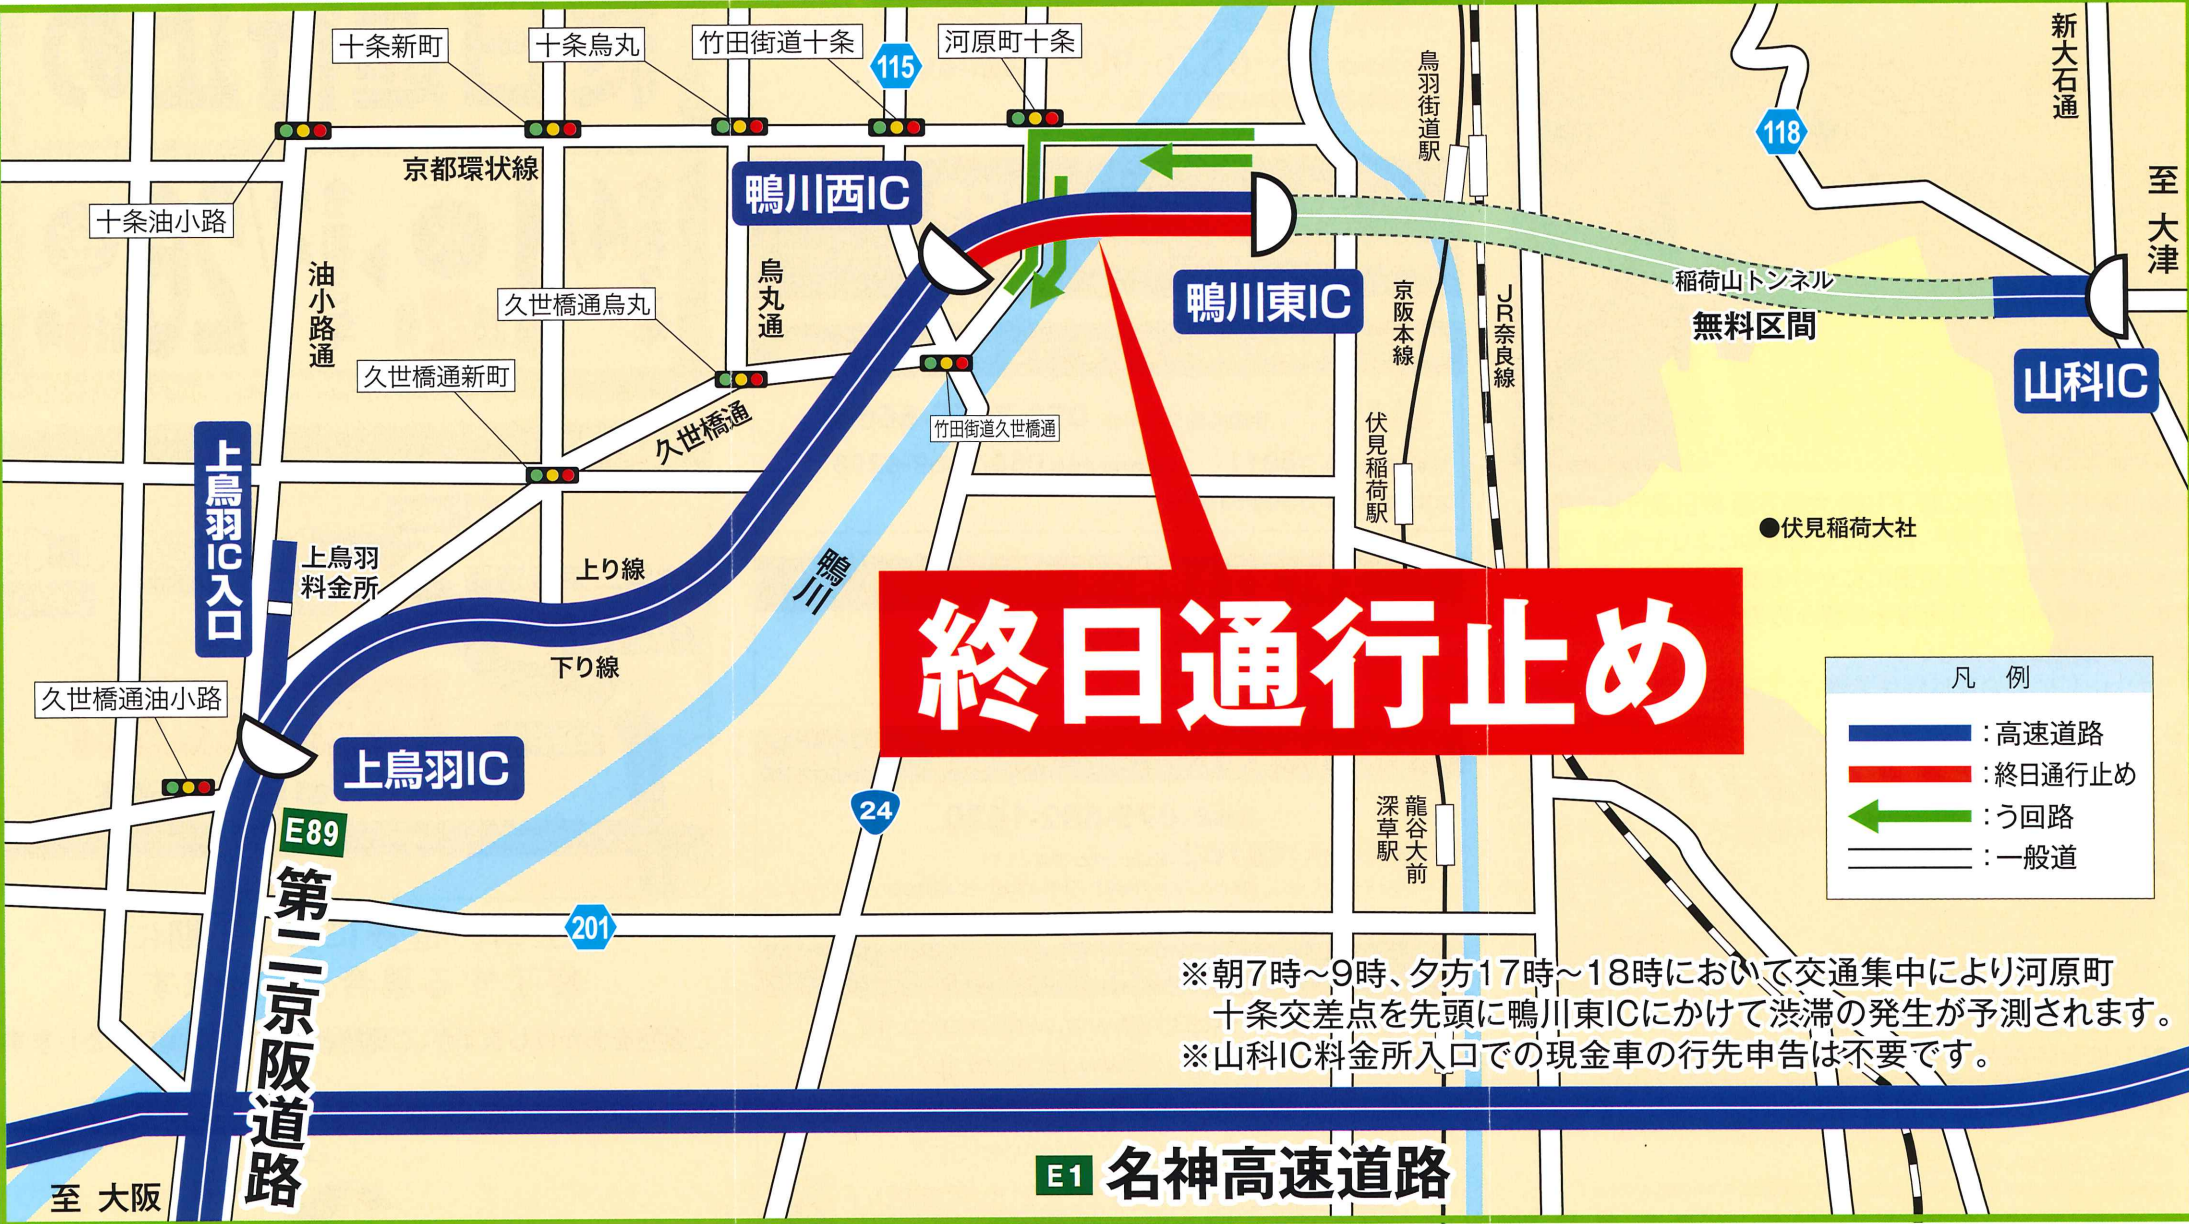 十条新町
十条烏丸
竹田街道十条
河原町十条
115
新大石通
鳥羽街道駅
118
京都環状線
十条油小路
鴨川西IC
至 大津
油小路通
烏丸通
久世橋通烏丸
鴨川東IC
京阪本線
JR奈良線
稲荷山トンネル
無料区間
山科IC
久世橋通新町
久世橋通
竹田街道久世橋通
伏見稲荷駅
上鳥羽IC入口
上鳥羽
料金所
上り線
下り線
鴨川
●伏見稲荷大社
終日通行止め
久世橋通油小路
上鳥羽IC
凡 例
：高速道路
：終日通行止め
：う回路
：一般道
24
龍谷大前
深草駅
E89
第二京阪道路
201
※朝7時～9時、夕方17時～18時において交通集中により河原町
十条交差点を先頭に鴨川東ICにかけて渋滞の発生が予測されます。
※山科IC料金所入口での現金車の行先申告は不要です。
E1 名神高速道路
至 大阪